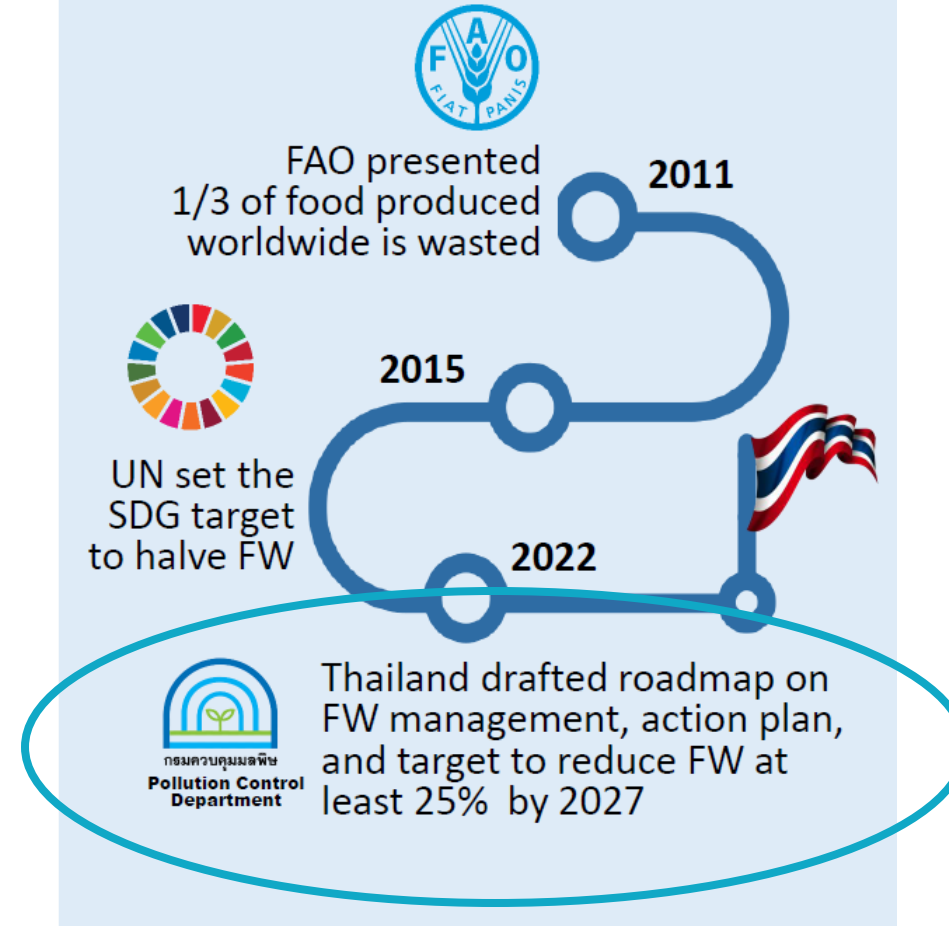 FAO
FIAT PANIS
FAO presented
1/3 of food produced
worldwide is wasted
2011
2015
UN set the
SDG target
to halve FW
2022
กรมควบคุมมลพิษ
Pollution Control
Department
Thailand drafted roadmap on
FW management, action plan,
and target to reduce FW at
least 25%  by 2027